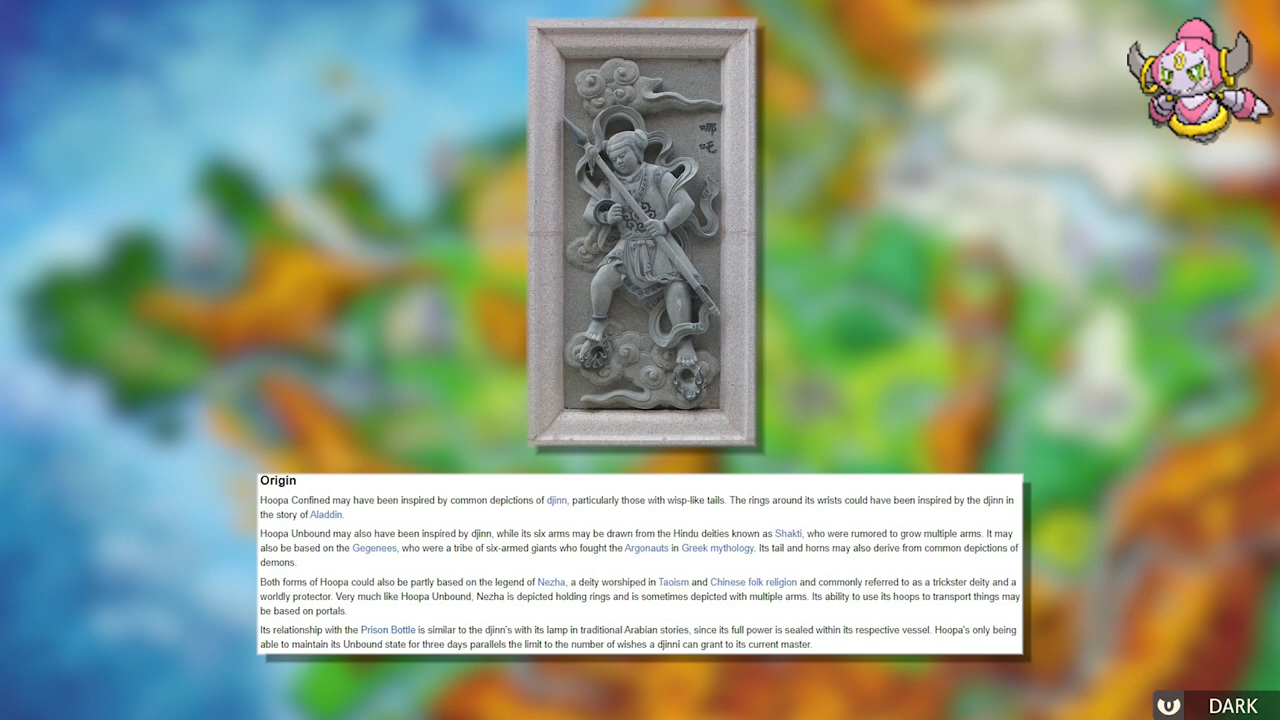 哪
吒
Origin
Hoopa Confined may have been inspired by common depictions of djinn, particularly those with wisp-like tails. The rings around its wrists could have been inspired by the djinn in
the story of Aladdin.
Hoopa Unbound may also have been inspired by djinn, while its six arms may be drawn from the Hindu deities known as Shakti, who were rumored to grow multiple arms. It may
also be based on the Gegenees, who were a tribe of six-armed giants who fought the Argonauts in Greek mythology. Its tail and horns may also derive from common depictions of
demons.
Both forms of Hoopa could also be partly based on the legend of Nezha, a deity worshiped in Taoism and Chinese folk religion and commonly referred to as a trickster deity and a
worldly protector. Very much like Hoopa Unbound, Nezha is depicted holding rings and is sometimes depicted with multiple arms. Its ability to use its hoops to transport things may
be based on portals.
Its relationship with the Prison Bottle is similar to the djinn's with its lamp in traditional Arabian stories, since its full power is sealed within its respective vessel. Hoopa's only being
able to maintain its Unbound state for three days parallels the limit to the number of wishes a djinni can grant to its current master.
DARK